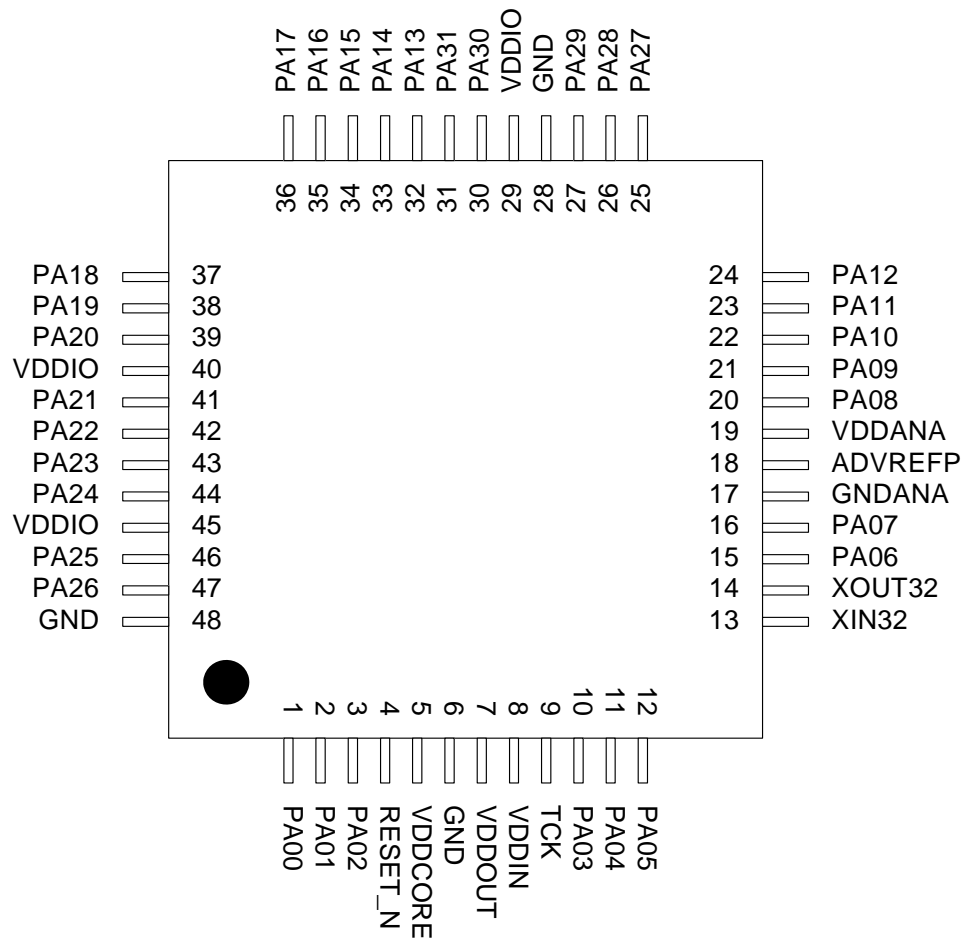 PA17 PA16 PA15 PA14 PA13 PA31 PA30 VDDIO GND PA29 PA28 PA27
36 35 34 33 32 31 30 29 28 27 26 25
PA18 37 24 PA12
PA19 38 23 PA11
PA20 39 22 PA10
VDDIO 40 21 PA09
PA21 41 20 PA08
PA22 42 19 VDDANA
PA23 43 18 ADVREFP
PA24 44 17 GNDANA
VDDIO 45 16 PA07
PA25 46 15 PA06
PA26 47 14 XOUT32
GND 48 13 XIN32
1 2 3 4 5 6 7 8 9 10 11 12
PA00 PA01 PA02 RESET_N VDDCORE GND VDDOUT VDDIN TCK PA03 PA04 PA05